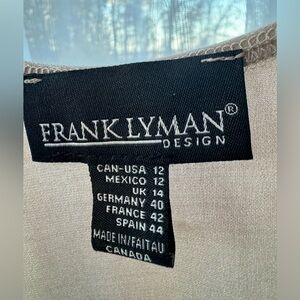 FRANK LYMAN®
DESIGN
CAN-USA 12
MEXICO 12
UK 14
GERMANY 40
FRANCE 42
SPAIN 44
MADE IN/FAIT AU
CANADA